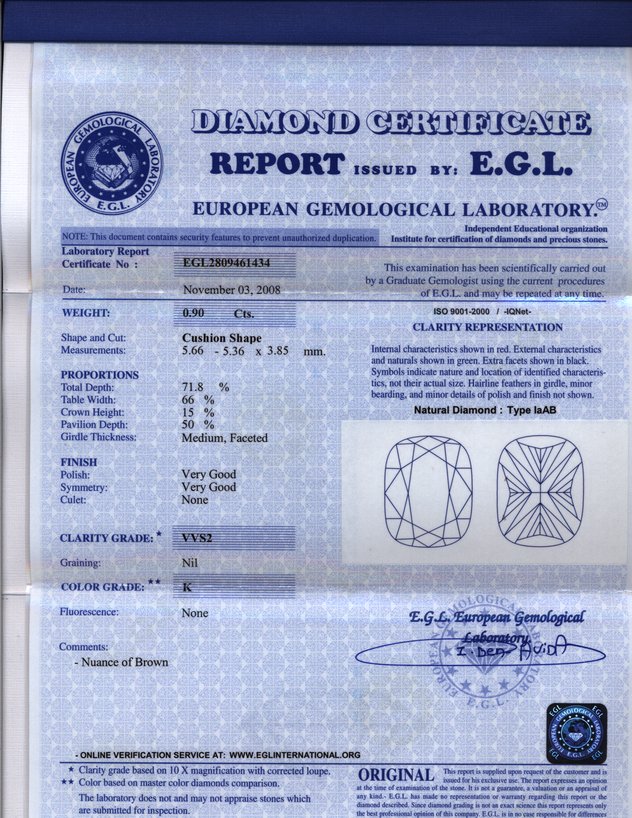 DIAMOND CERTIFICATE
EUROPEAN GEMOLOGICAL LABORATORY
E.G.L.
REPORT ISSUED BY: E.G.L.
EUROPEAN GEMOLOGICAL LABORATORY.TM
Independent Educational organization
NOTE: This document contains security features to prevent unauthorized duplication.
Institute for certification of diamonds and precious stones.
Laboratory Report
Certificate No : EGL2809461434
This examination has been scientifically carried out
by a Graduate Gemologist using the current procedures
of E.G.L. and may be repeated at any time.
Date: November 03, 2008
WEIGHT: 0.90 Cts.
ISO 9001-2000 / -IQNet-
CLARITY REPRESENTATION
Shape and Cut: Cushion Shape
Measurements: 5.66 - 5.36 x 3.85 mm.
Internal characteristics shown in red. External characteristics
and naturals shown in green. Extra facets shown in black.
Symbols indicate nature and location of identified characteris-
tics, not their actual size. Hairline feathers in girdle, minor
bearding, and minor details of polish and finish not shown.
Natural Diamond : Type IaAB
PROPORTIONS
Total Depth: 71.8 %
Table Width: 66 %
Crown Height: 15 %
Pavilion Depth: 50 %
Girdle Thickness: Medium, Faceted
FINISH
Polish: Very Good
Symmetry: Very Good
Culet: None
CLARITY GRADE: * VVS2
Graining: Nil
COLOR GRADE: ** K
Fluorescence: None
E.G.L. European Gemological
Laboratory
I. Ben-AviDA
EUROPEAN GEMOLOGICAL LABORATORY
E.G.L.
Comments:
- Nuance of Brown
EGL EGL
EUROPEAN GEMOLOGICAL LABORATORY
E.G.L.
EGL EGL
- ONLINE VERIFICATION SERVICE AT: WWW.EGLINTERNATIONAL.ORG
* Clarity grade based on 10 X magnification with corrected loupe.
** Color based on master color diamonds comparison.
The laboratory does not and may not appraise stones which
are submitted for inspection.
ORIGINAL This report is supplied upon request of the customer and is
issued for his exclusive use. The report expresses an opinion
at the time of examination of the stone. It is not a guarantee, a valuation or an appraisal of
any kind.- E.G.L. has made no representation or warranty regarding this report or the
diamond described. Since diamond grading is not an exact science this report represents only
the best professional opinion of this company. E.G.L. is in no case responsible for differences